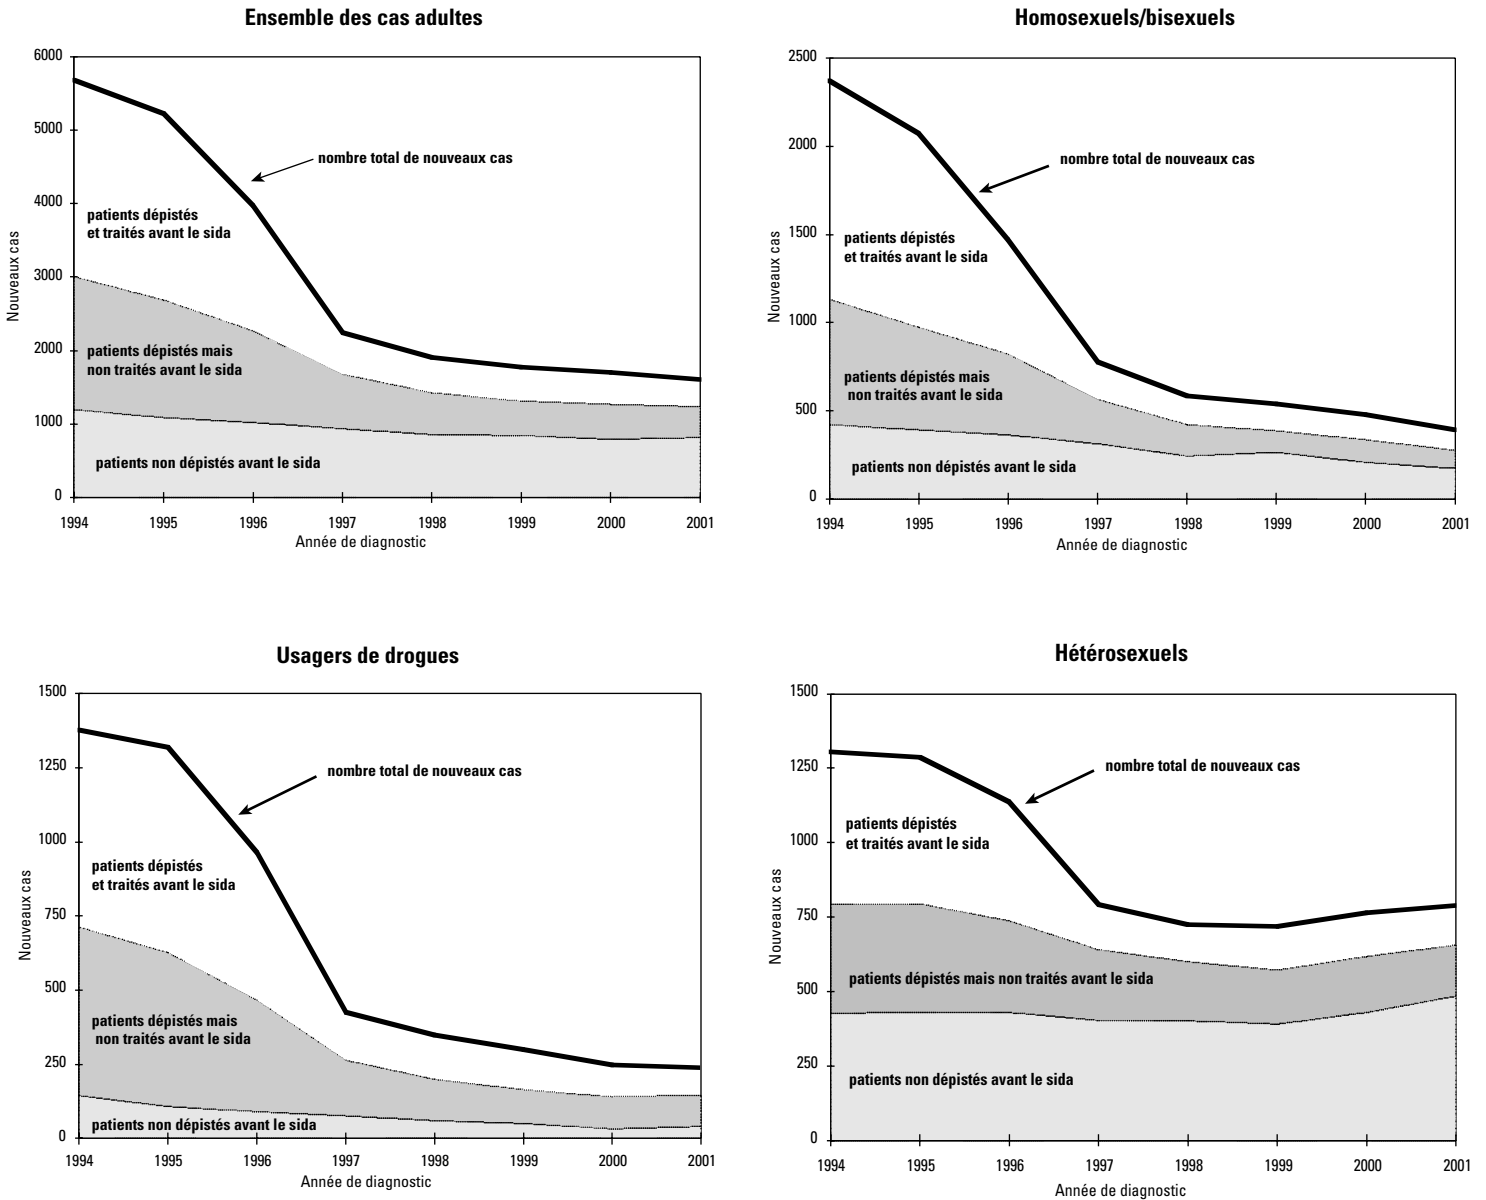 Ensemble des cas adultes
6000
5000
4000
3000
2000
1000
0
Nouveaux cas
nombre total de nouveaux cas
patients dépistés
et traités avant le sida
patients dépistés mais
non traités avant le sida
patients non dépistés avant le sida
1994 1995 1996 1997 1998 1999 2000 2001
Année de diagnostic
Homosexuels/bisexuels
2500
2000
1500
1000
500
0
Nouveaux cas
nombre total de nouveaux cas
patients dépistés
et traités avant le sida
patients dépistés mais
non traités avant le sida
patients non dépistés avant le sida
1994 1995 1996 1997 1998 1999 2000 2001
Année de diagnostic
Usagers de drogues
1500
1250
1000
750
500
250
0
Nouveaux cas
nombre total de nouveaux cas
patients dépistés
et traités avant le sida
patients dépistés mais
non traités avant le sida
patients non dépistés avant le sida
1994 1995 1996 1997 1998 1999 2000 2001
Année de diagnostic
Hétérosexuels
1500
1250
1000
750
500
250
0
Nouveaux cas
nombre total de nouveaux cas
patients dépistés
et traités avant le sida
patients dépistés mais non traités avant le sida
patients non dépistés avant le sida
1994 1995 1996 1997 1998 1999 2000 2001
Année de diagnostic